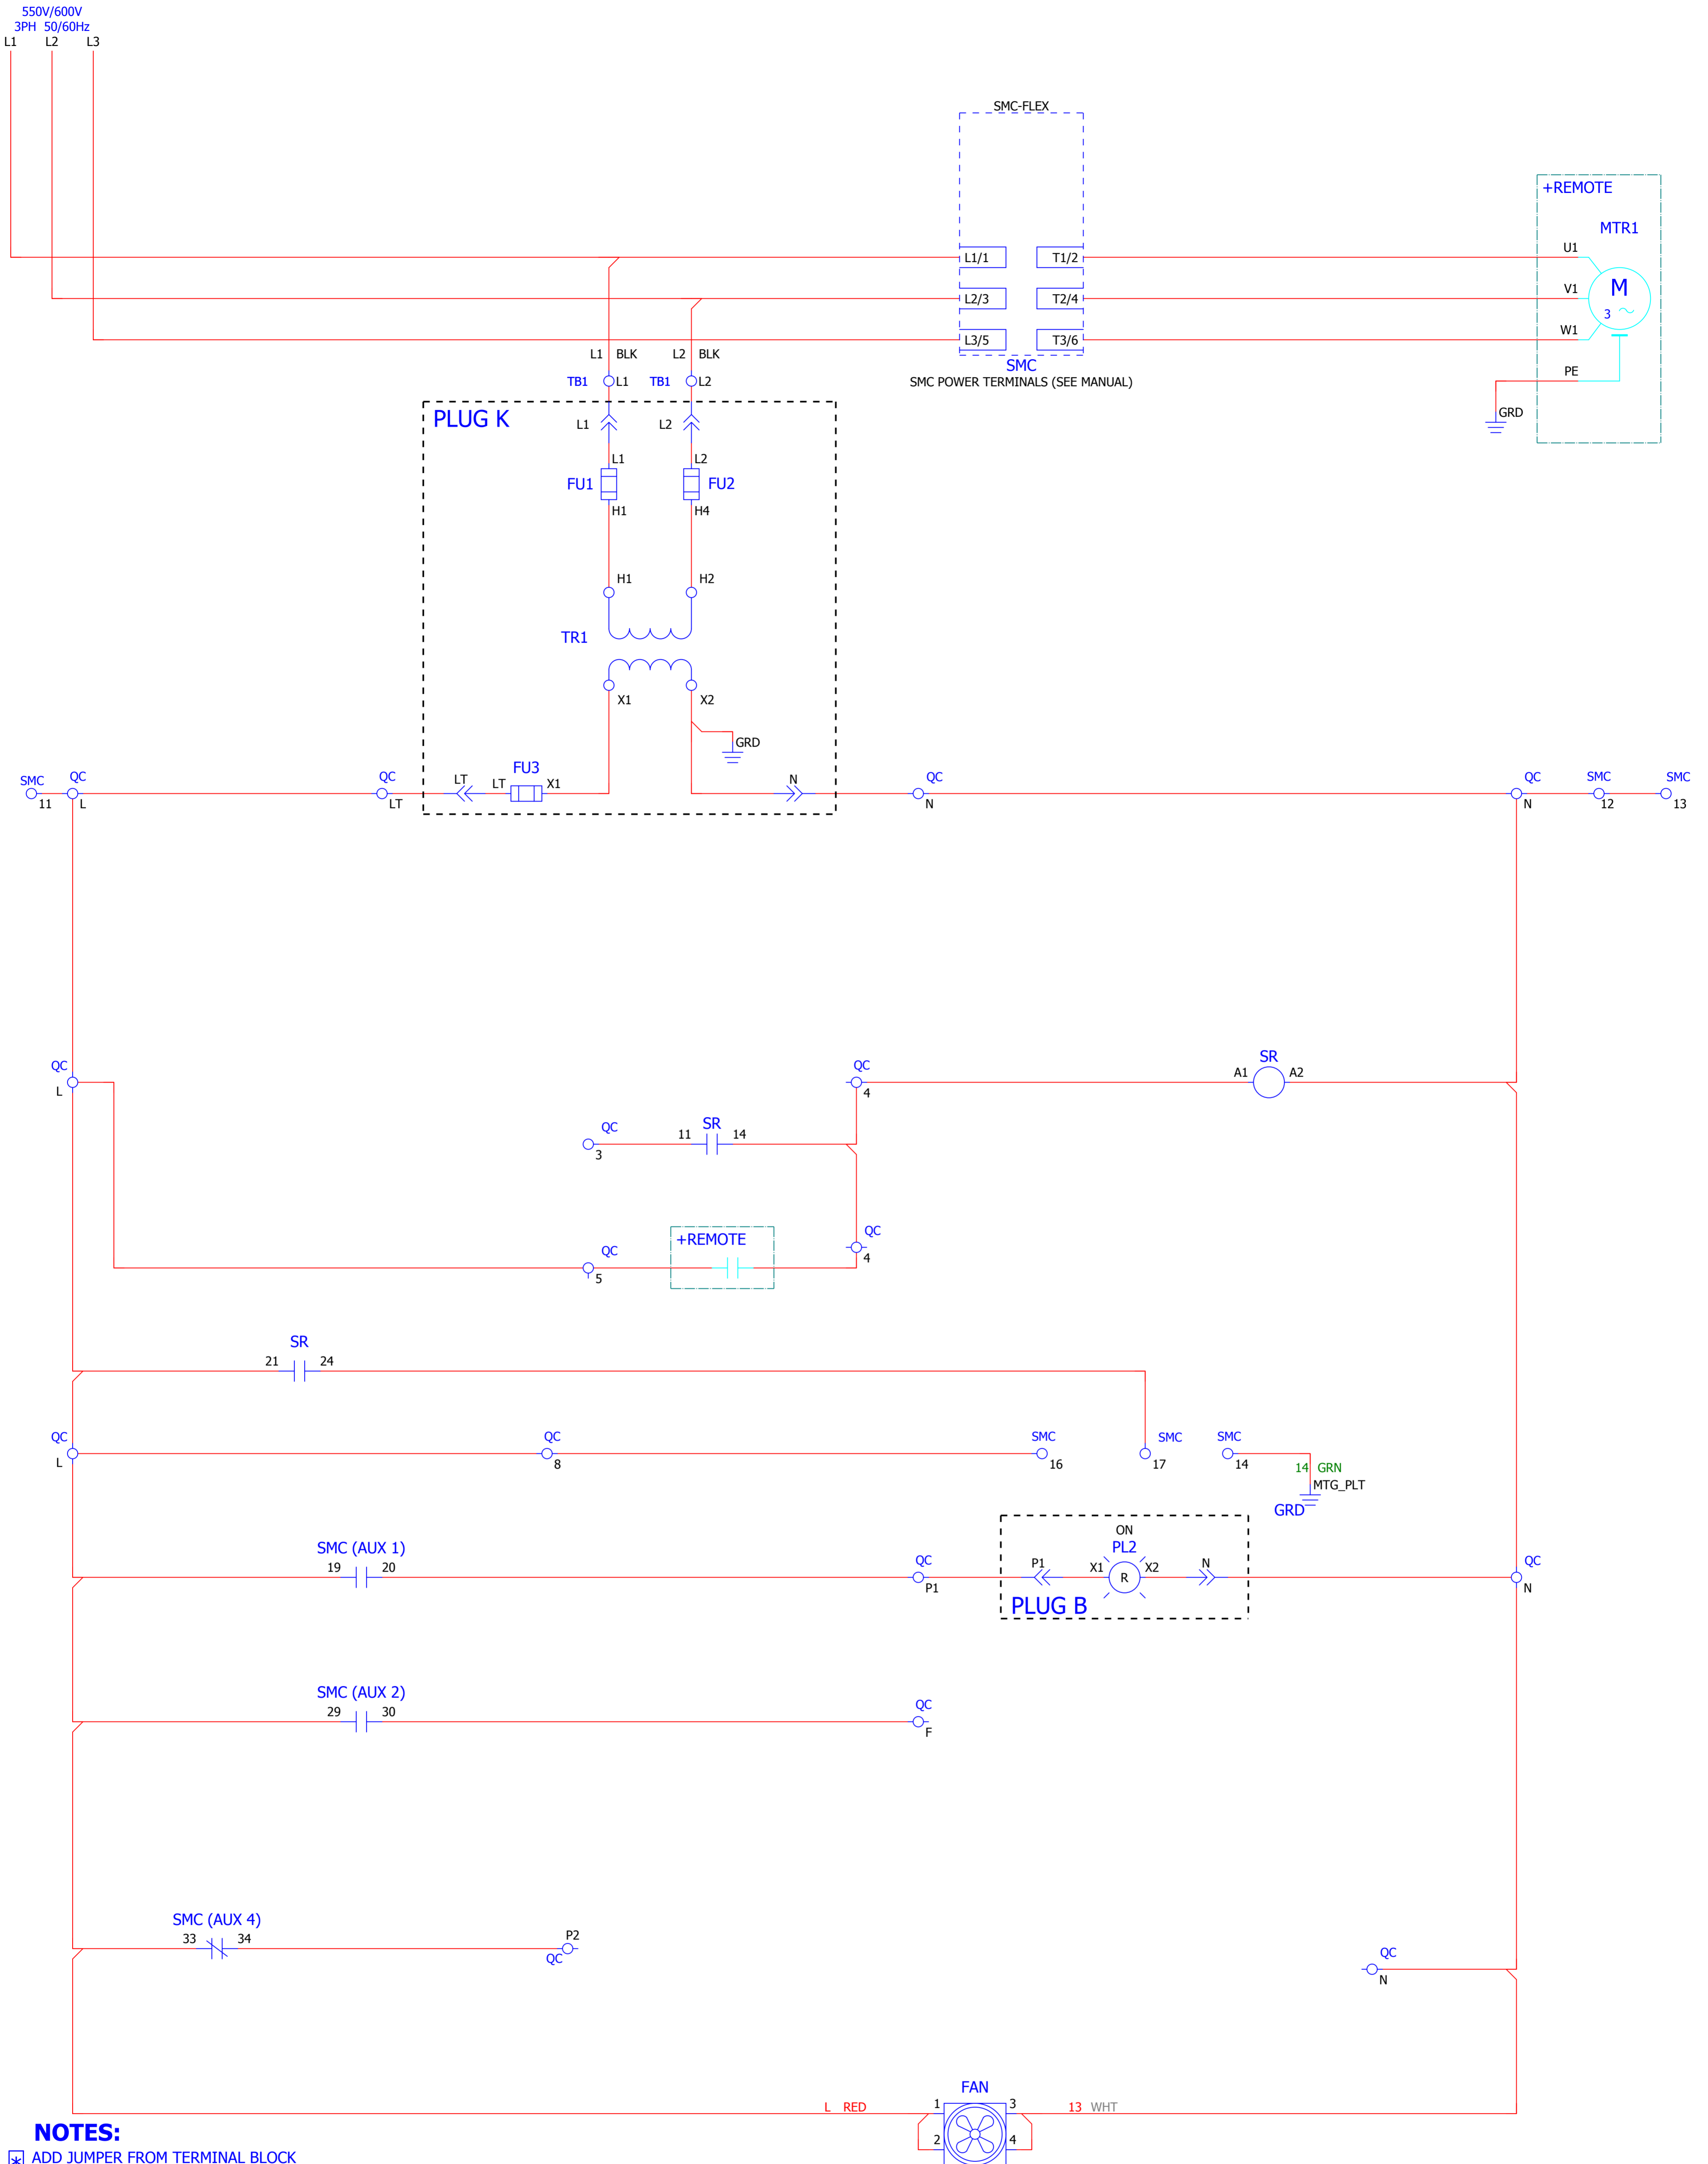 550V/600V
3PH 50/60Hz
L1 L2 L3
SMC-FLEX
+REMOTE
MTR1
U1
L1/1 T1/2
V1 M
L2/3 T2/4
3
W1
L3/5 T3/6
L1 BLK L2 BLK
SMC
PE
TB1 L1 TB1 L2
SMC POWER TERMINALS (SEE MANUAL)
GRD
PLUG K
L1 L2
L1 L2
FU1 FU2
H1 H4
H1 H2
TR1
X1 X2
GRD
FU3
SMC QC QC LT LT X1 N QC QC SMC SMC
11 L LT N N 12 13
QC QC SR
L 4 A1 A2
QC SR
3 11 14
QC
+REMOTE
QC 4
5
SR
21 24
QC QC SMC SMC SMC
L 8 16 17 14
14 GRN
MTG_PLT
GRD
ON
SMC (AUX 1) PL2
19 20 QC P1 X1 R X2 N QC
P1 N
PLUG B
SMC (AUX 2)
29 30 QC
F
SMC (AUX 4)
33 34 P2
QC
QC
N
FAN
L RED 1 3 13 WHT
2 4
NOTES:
* ADD JUMPER FROM TERMINAL BLOCK